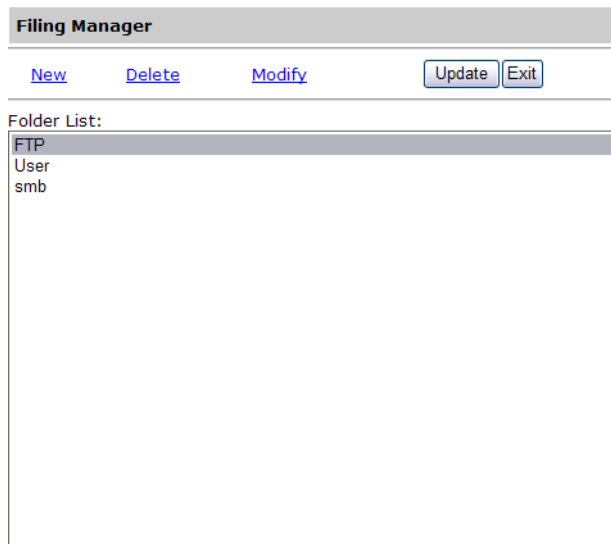 Filing Manager
New Delete Modify Update Exit
Folder List:
FTP
User
smb